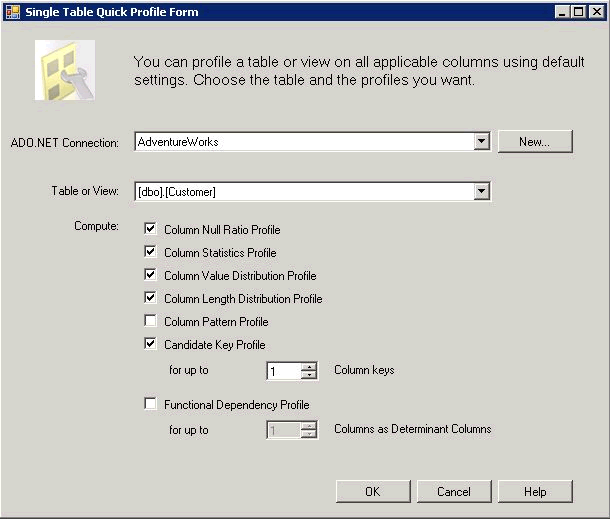 Single Table Quick Profile Form
You can profile a table or view on all applicable columns using default
settings. Choose the table and the profiles you want.
ADO.NET Connection: AdventureWorks New...
Table or View: [dbo].[Customer]
Compute: Column Null Ratio Profile
Column Statistics Profile
Column Value Distribution Profile
Column Length Distribution Profile
Column Pattern Profile
Candidate Key Profile
for up to 1 Column keys
Functional Dependency Profile
for up to 1 Columns as Determinant Columns
OK Cancel Help